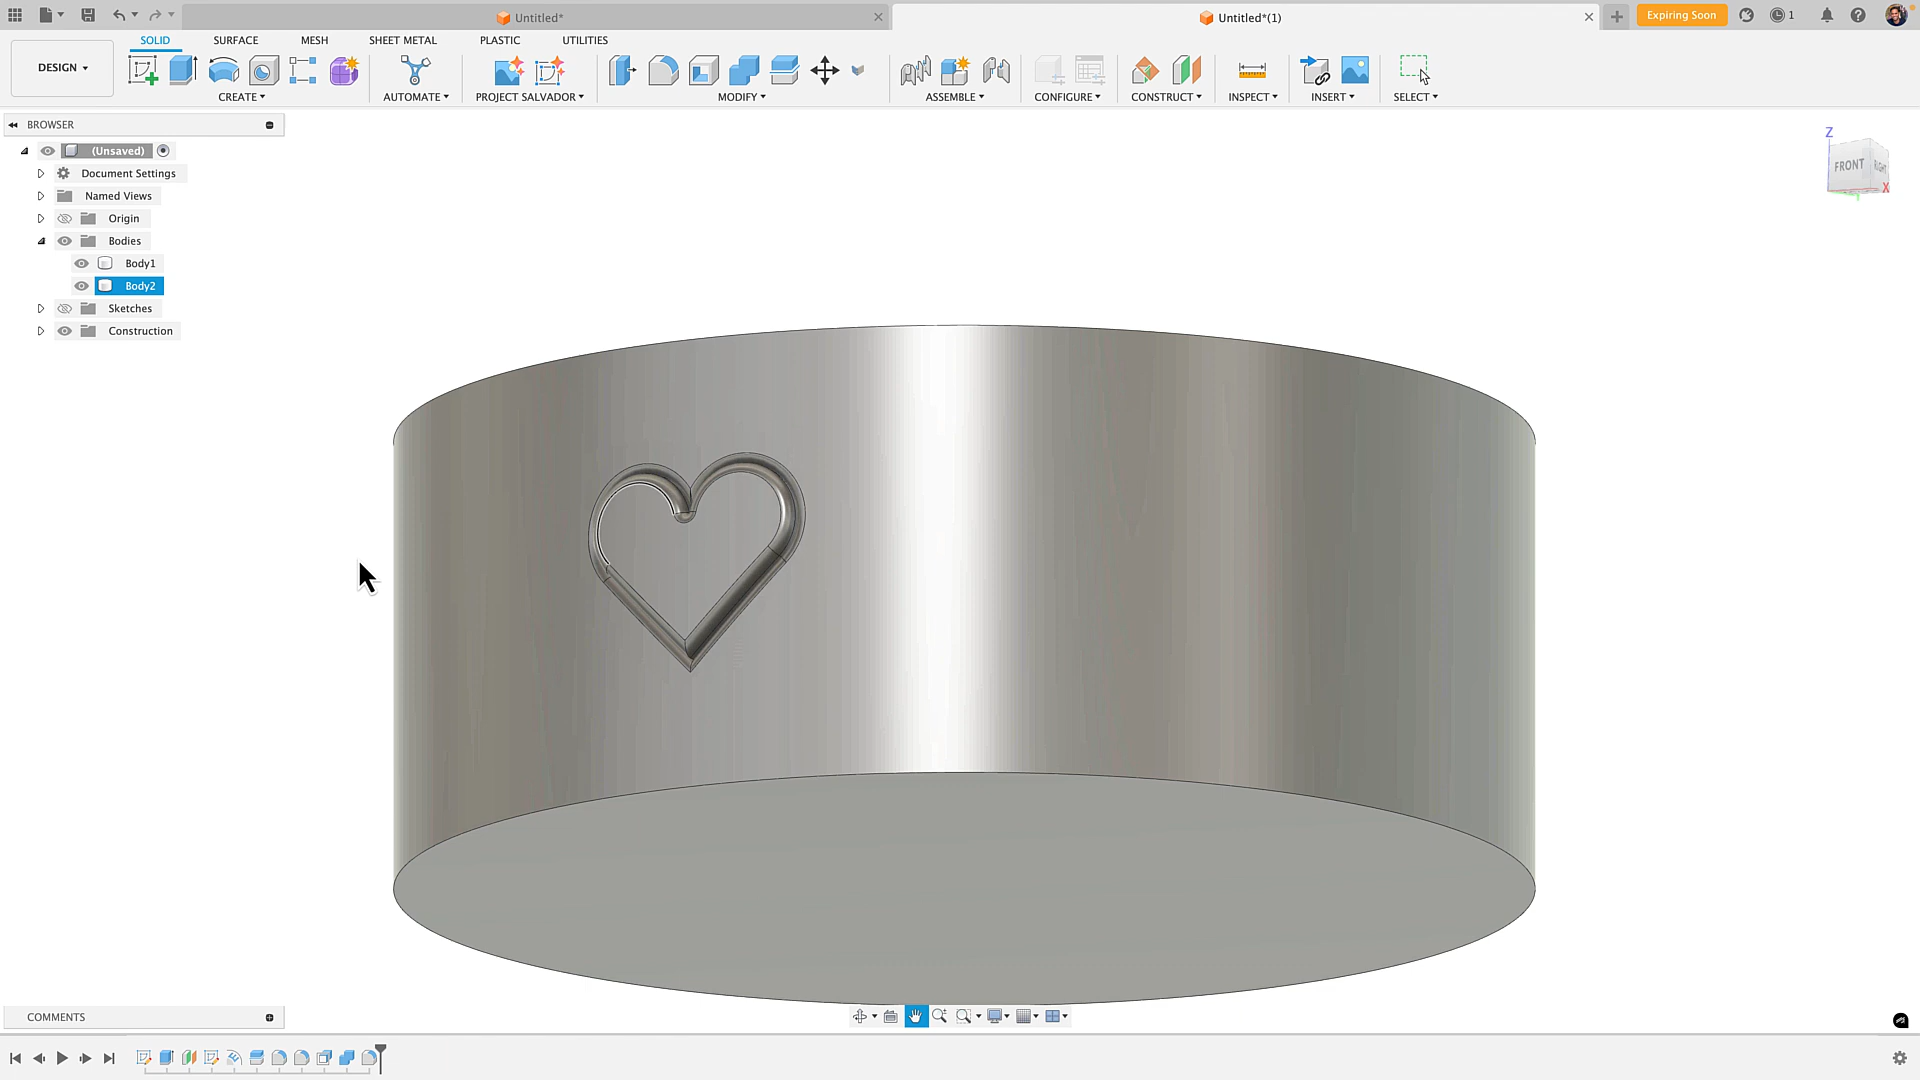 Untitled*
Untitled*(1)
Expiring Soon
1
DESIGN
SOLID
SURFACE
MESH
SHEET METAL
PLASTIC
UTILITIES
CREATE
AUTOMATE
PROJECT SALVADOR
MODIFY
ASSEMBLE
CONFIGURE
CONSTRUCT
INSPECT
INSERT
SELECT
BROWSER
(Unsaved)
Document Settings
Named Views
Origin
Bodies
Body1
Body2
Sketches
Construction
Z
FRONT
RIGHT
X
COMMENTS